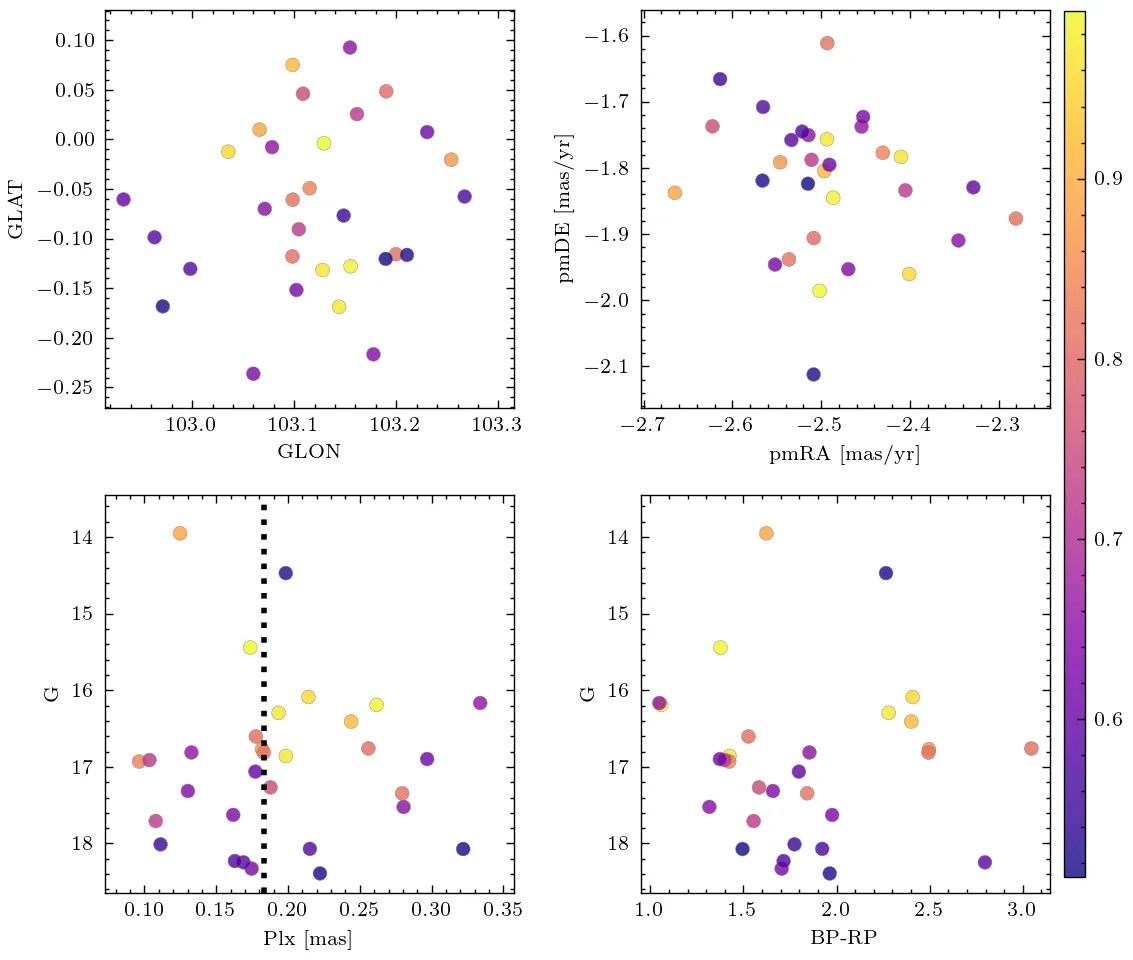 0.10
0.05
0.00
−0.05
−0.10
−0.15
−0.20
−0.25
GLAT
103.0 103.1 103.2 103.3
GLON
−1.6
−1.7
−1.8
−1.9
−2.0
−2.1
pmDE [mas/yr]
−2.7 −2.6 −2.5 −2.4 −2.3
pmRA [mas/yr]
0.9
0.8
0.7
0.6
14
15
16
17
18
G
0.10 0.15 0.20 0.25 0.30 0.35
Plx [mas]
14
15
16
17
18
G
1.0 1.5 2.0 2.5 3.0
BP-RP